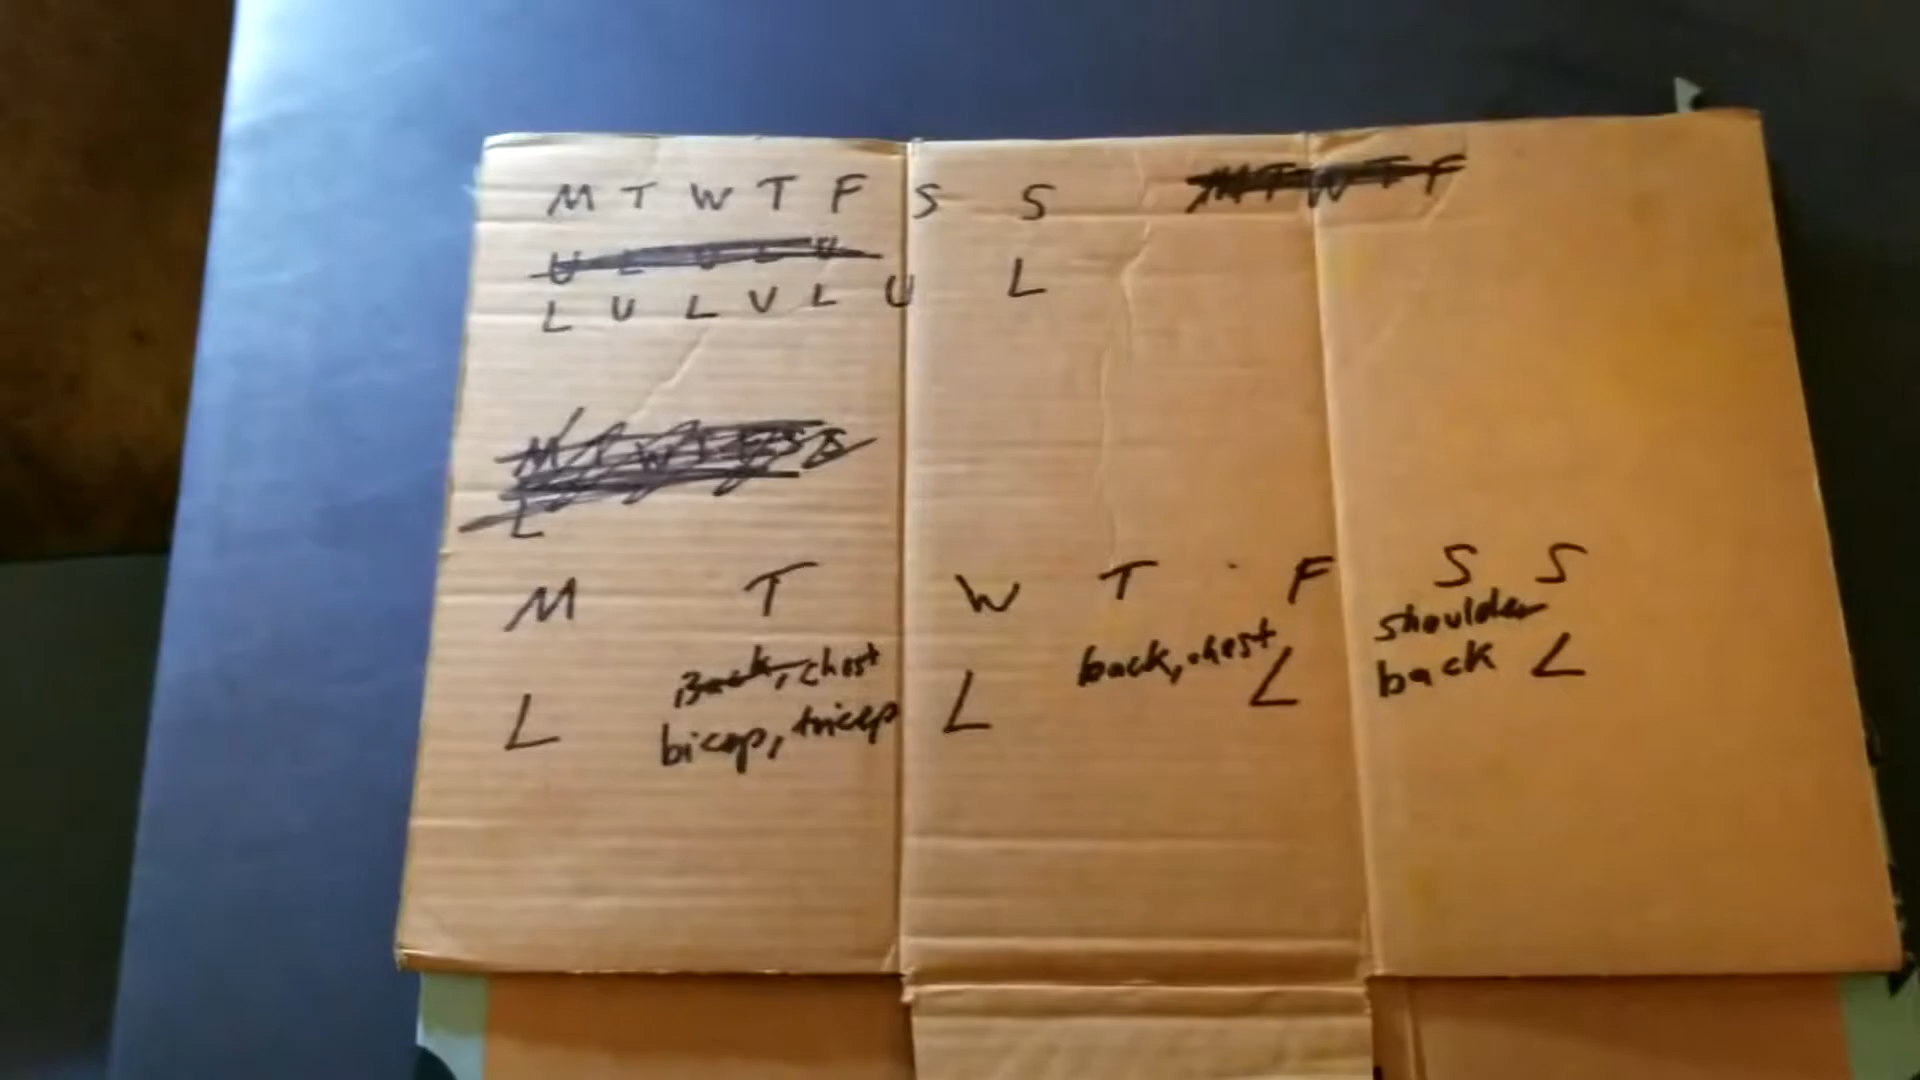 M T W T F S S
M T W T F
U L U L U
L U L U L U L
M T W T F S S
L
M T W T F S S
Back, chest back, chest shoulder
bicep, tricep back
L L L L